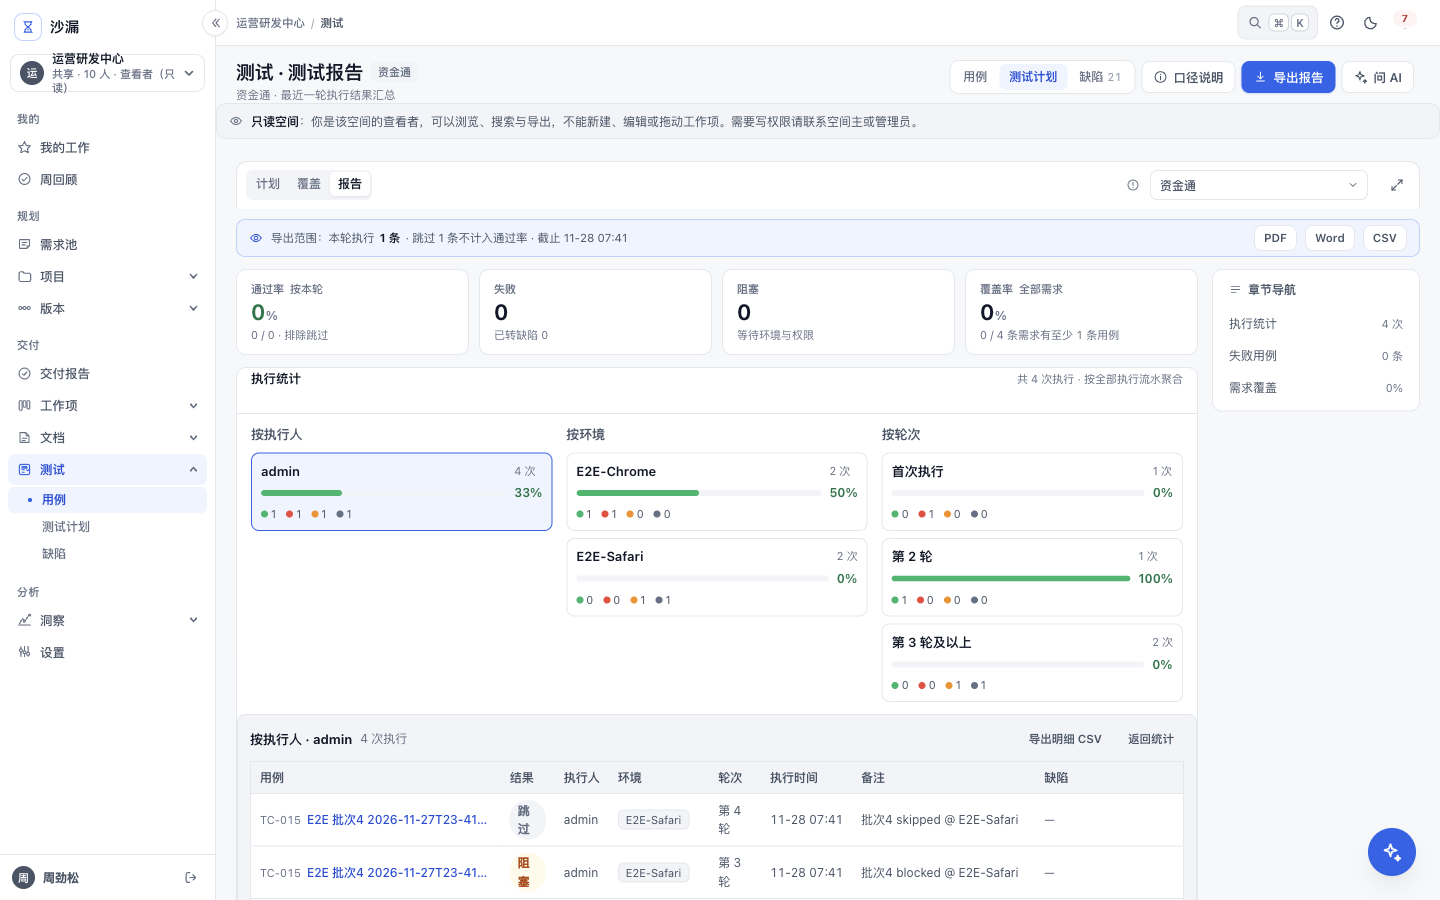 沙漏
运
运营研发中心
共享 · 10 人 · 查看者（只读）
我的
我的工作
周回顾
规划
需求池
项目
版本
交付
交付报告
工作项
文档
测试
用例
测试计划
缺陷
分析
洞察
设置
周
周劲松
运营研发中心 / 测试
⌘ K
7
测试 · 测试报告 资金通
资金通 · 最近一轮执行结果汇总
用例 测试计划 缺陷 21
口径说明
导出报告
问 AI
只读空间：你是该空间的查看者，可以浏览、搜索与导出，不能新建、编辑或拖动工作项。需要写权限请联系空间主或管理员。
计划 覆盖 报告
资金通
导出范围：本轮执行 1 条 · 跳过 1 条不计入通过率 · 截止 11-28 07:41
PDF Word CSV
通过率 按本轮
0%
0 / 0 · 排除跳过
失败
0
已转缺陷 0
阻塞
0
等待环境与权限
覆盖率 全部需求
0%
0 / 4 条需求有至少 1 条用例
章节导航
执行统计 4 次
失败用例 0 条
需求覆盖 0%
执行统计 共 4 次执行 · 按全部执行流水聚合
按执行人
admin 4 次
33%
1 1 1 1
按环境
E2E-Chrome 2 次
50%
1 1 0 0
E2E-Safari 2 次
0%
0 0 1 1
按轮次
首次执行 1 次
0%
0 1 0 0
第 2 轮 1 次
100%
1 0 0 0
第 3 轮及以上 2 次
0%
0 0 1 1
按执行人 · admin 4 次执行
导出明细 CSV 返回统计
用例 结果 执行人 环境 轮次 执行时间 备注 缺陷
TC-015 E2E 批次4 2026-11-27T23-41... 跳过 admin E2E-Safari 第 4 轮 11-28 07:41 批次4 skipped @ E2E-Safari —
TC-015 E2E 批次4 2026-11-27T23-41... 阻塞 admin E2E-Safari 第 3 轮 11-28 07:41 批次4 blocked @ E2E-Safari —